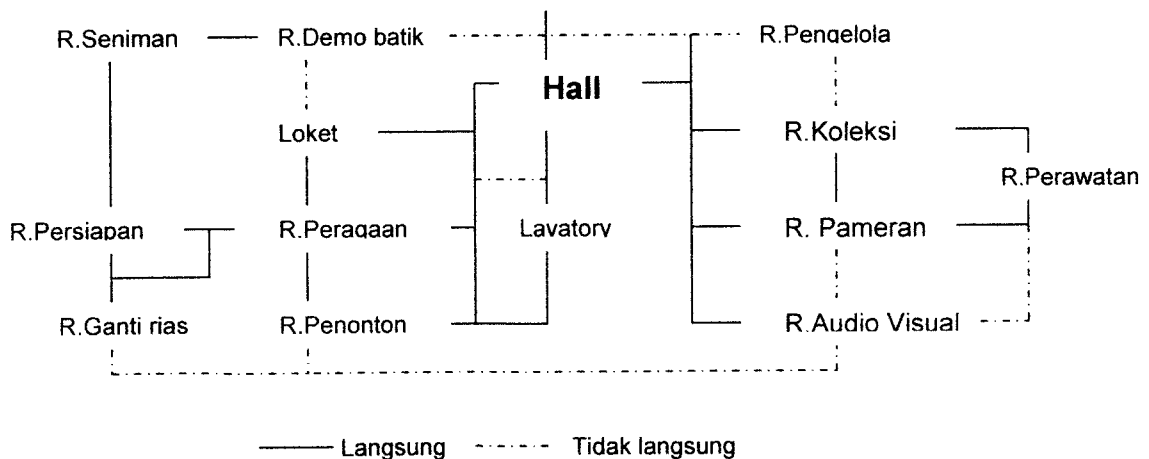 R.Seniman R.Demo batik R.Pengelola
Hall
Loket R.Koleksi
R.Perawatan
R.Persiapan R.Peragaan Lavatory R. Pameran
R.Ganti rias R.Penonton R.Audio Visual
Langsung Tidak langsung